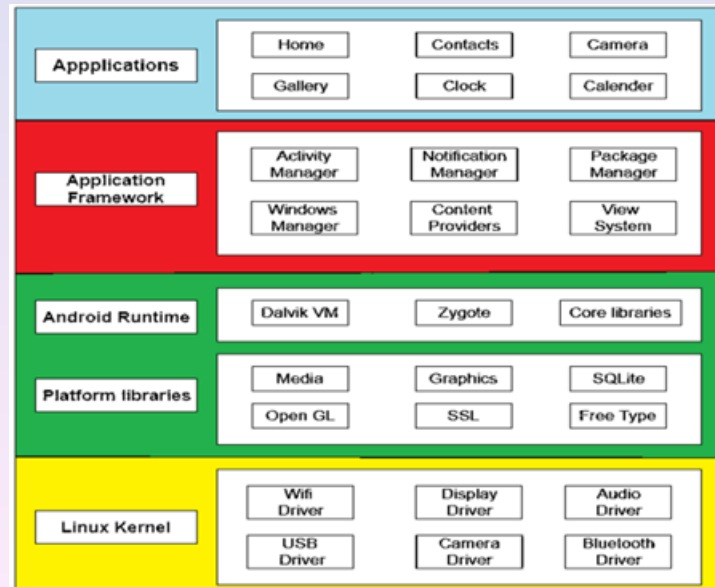 Appplications
Home
Contacts
Camera
Gallery
Clock
Calender
Application
Framework
Activity
Manager
Notification
Manager
Package
Manager
Windows
Manager
Content
Providers
View
System
Android Runtime
Dalvik VM
Zygote
Core libraries
Platform libraries
Media
Graphics
SQLite
Open GL
SSL
Free Type
Linux Kernel
Wifi
Driver
Display
Driver
Audio
Driver
USB
Driver
Camera
Driver
Bluetooth
Driver